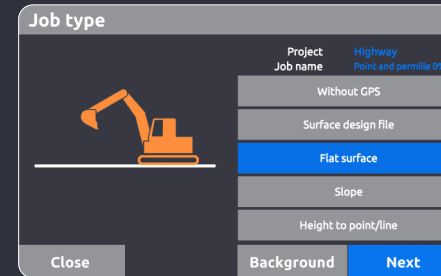 Job type
Project Highway
Job name Point and permille 0%
Without GPS
Surface design file
Flat surface
Slope
Height to point/line
Close Background Next